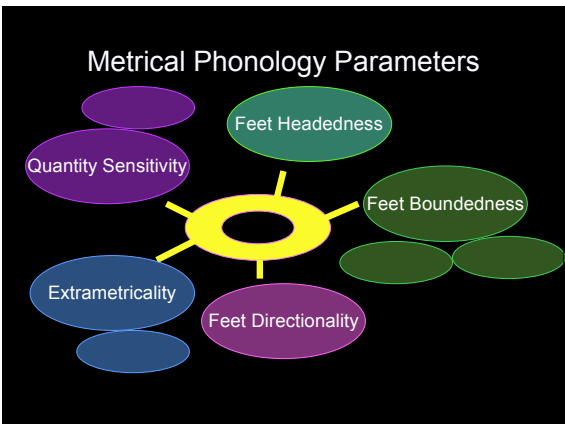 Metrical Phonology Parameters
Feet Headedness
Quantity Sensitivity
Feet Boundedness
Extrametricality
Feet Directionality